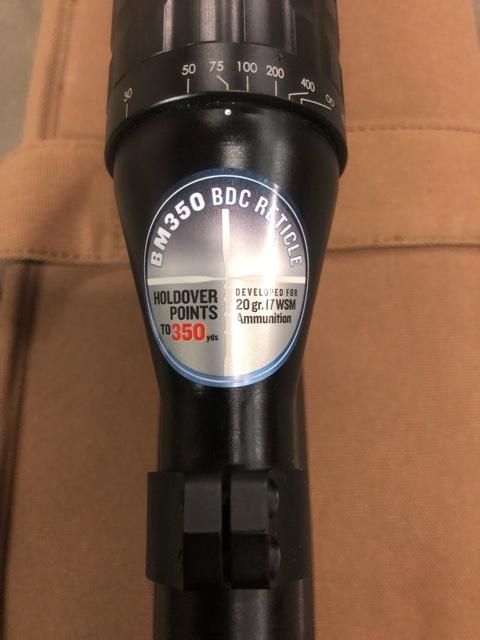 30 50 75 100 200 400 ∞
BM350 BDC RETICLE
HOLDOVER
POINTS
TO 350 yds
DEVELOPED FOR
20 gr. 17 WSM
Ammunition